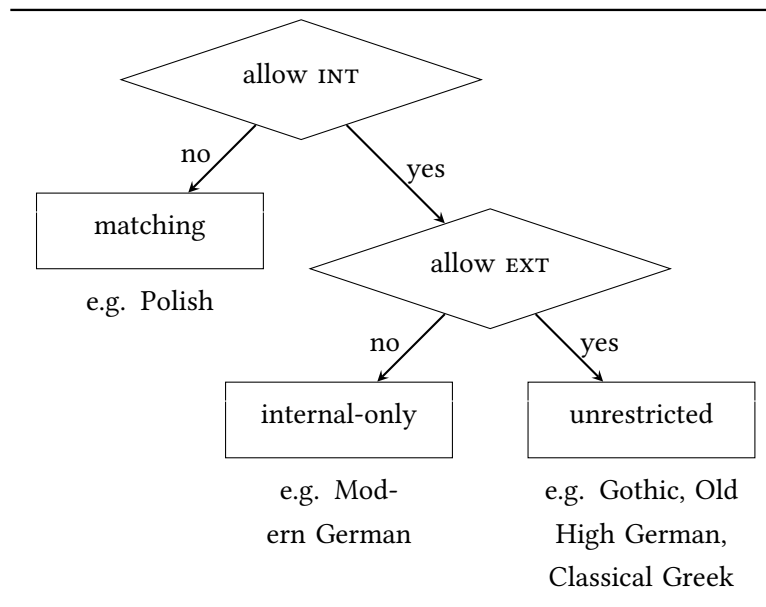 allow INT
no
yes
matching
allow EXT
e.g. Polish
no
yes
internal-only
unrestricted
e.g. Mod-
ern German
e.g. Gothic, Old
High German,
Classical Greek